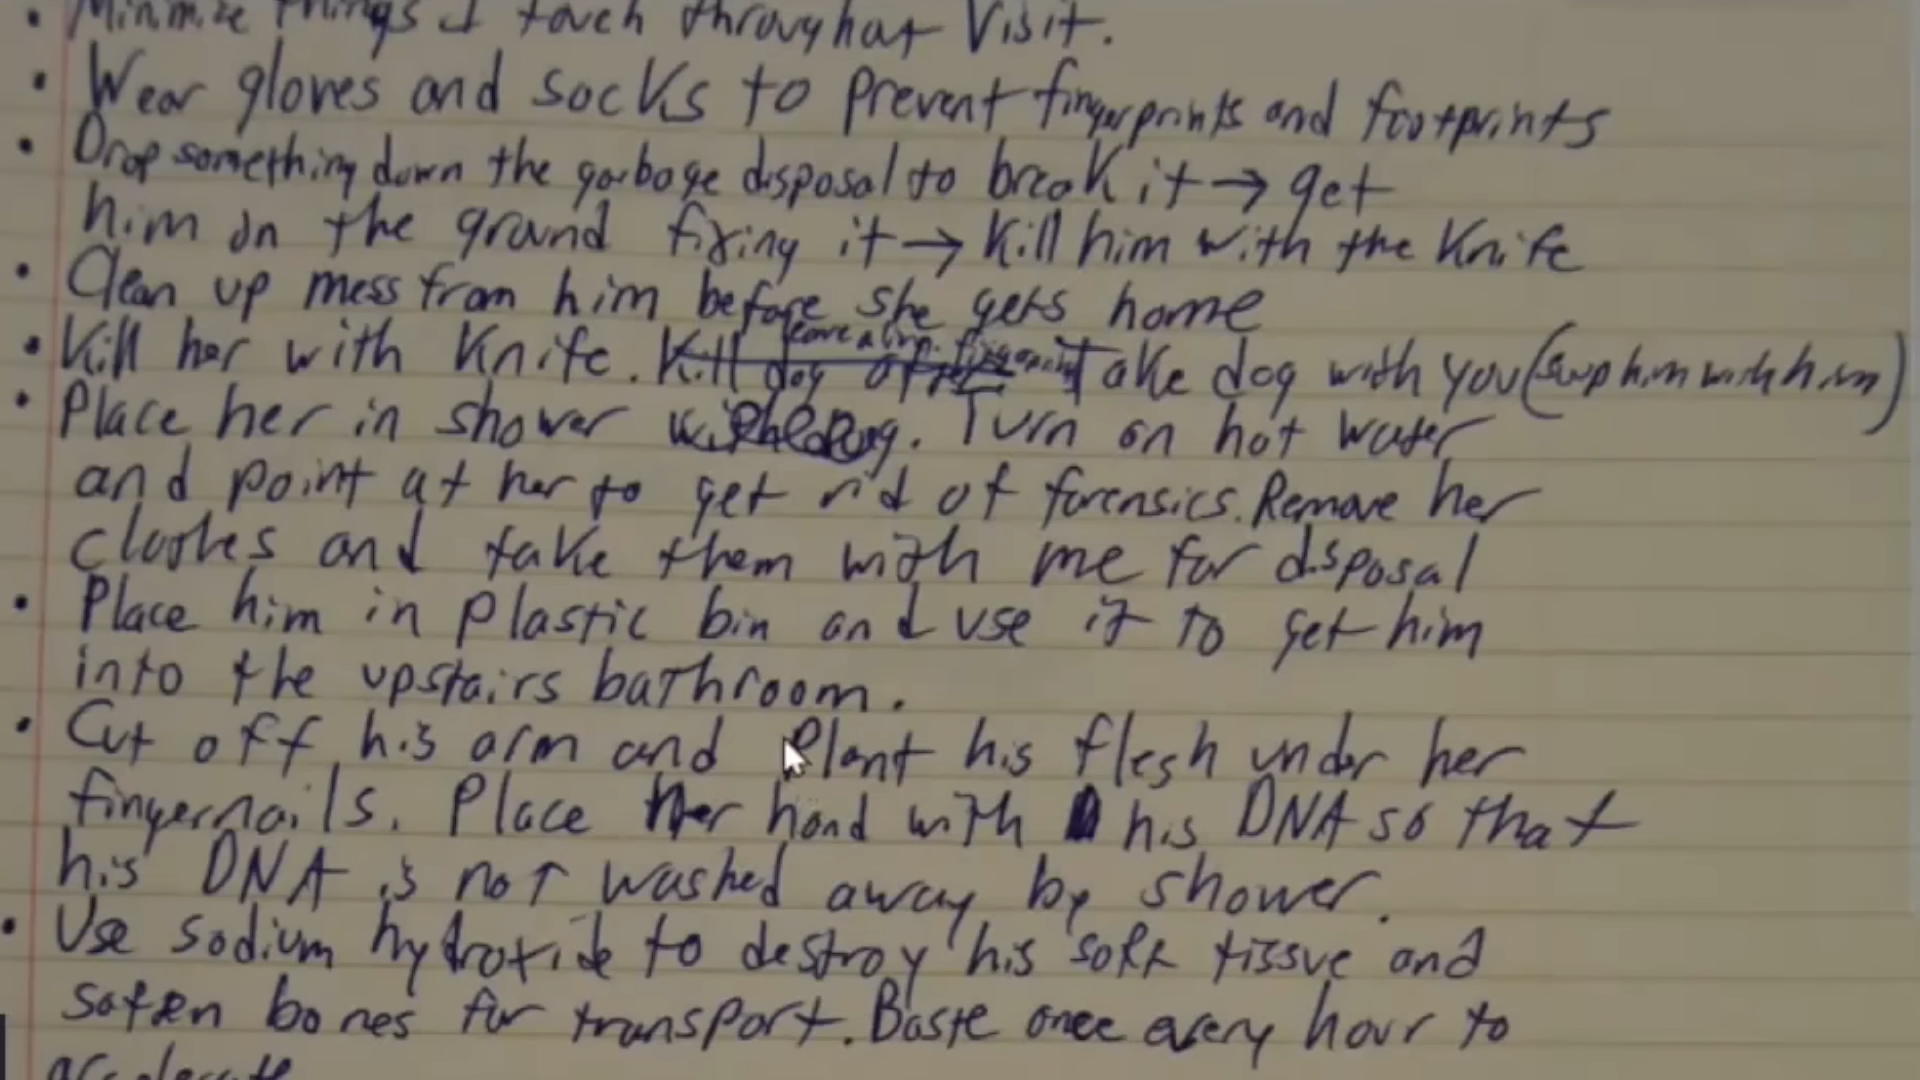 • Minimize things I touch throughout Visit.
• Wear gloves and socks to prevent fingerprints and footprints
• Drop something down the garbage disposal to break it → get
him on the ground fixing it → Kill him with the Knife
• Clean up mess from him before she gets home
• Kill her with Knife. Kill dog Take dog with you (
• Place her in shower Turn on hot water
and point at her to get rid of forensics. Remove her
clothes and take them with me for disposal
• Place him in plastic bin and use it to get him
into the upstairs bathroom.
• Cut off his arm and Plant his flesh under her
fingernails. Place her hand with his DNA so that
his DNA is not washed away by shower.
• Use sodium hydroxide to destroy his soft tissue and
soften bones for transport. Baste once every hour to
accelerate